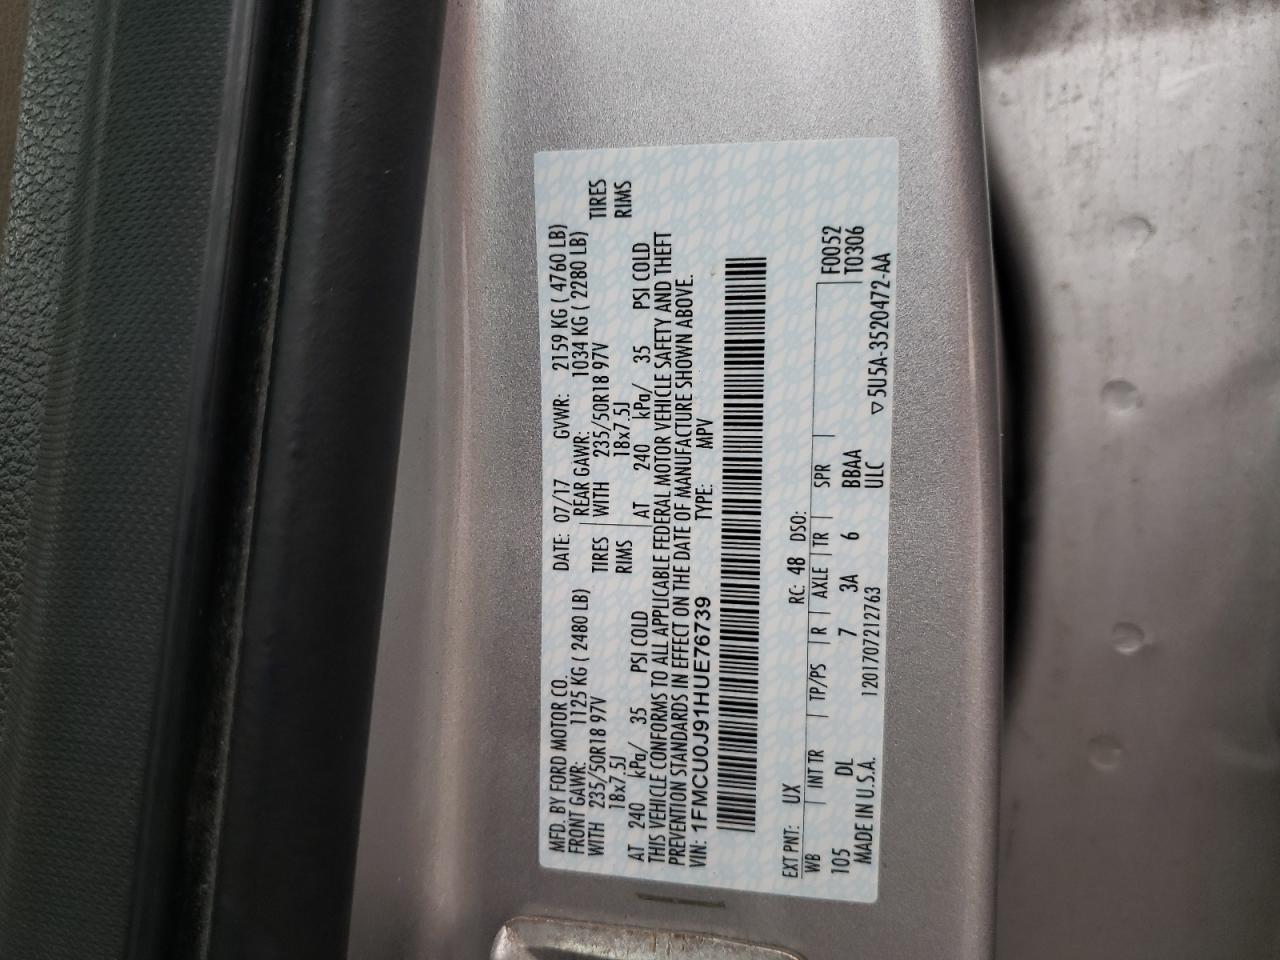 MFD. BY FORD MOTOR CO.
DATE: 07/17 GVWR: 2159 KG ( 4760 LB)
FRONT GAWR: 1125 KG ( 2480 LB)
REAR GAWR: 1034 KG ( 2280 LB)
WITH 235/50R18 97V TIRES
WITH 235/50R18 97V TIRES
18x7.5J RIMS
18x7.5J RIMS
AT 240 kPa/ 35 PSI COLD
AT 240 kPa/ 35 PSI COLD
THIS VEHICLE CONFORMS TO ALL APPLICABLE FEDERAL MOTOR VEHICLE SAFETY AND THEFT
PREVENTION STANDARDS IN EFFECT ON THE DATE OF MANUFACTURE SHOWN ABOVE.
VIN: 1FMCU0J91HUE76739 TYPE: MPV
EXT PNT: UX RC: 48 DSO:
WB INT TR TP/PS R AXLE TR SPR F0052
105 DL 7 3A 6 BBAA T0306
MADE IN U.S.A. 1201707212763 ULC
▽5U5A-3520472-AA